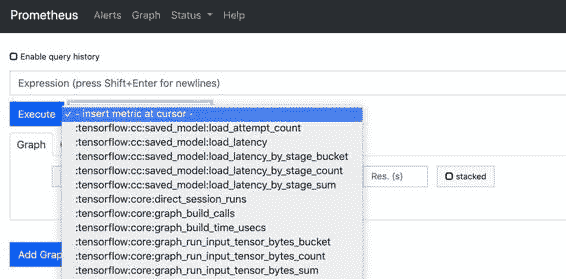 Prometheus Alerts Graph Status Help
Enable query history
Expression (press Shift+Enter for newlines)
Execute
- insert metric at cursor -
:tensorflow:cc:saved_model:load_attempt_count
:tensorflow:cc:saved_model:load_latency
:tensorflow:cc:saved_model:load_latency_by_stage_bucket
Graph
:tensorflow:cc:saved_model:load_latency_by_stage_count
:tensorflow:cc:saved_model:load_latency_by_stage_sum
Res. (s)
stacked
:tensorflow:core:direct_session_runs
:tensorflow:core:graph_build_calls
:tensorflow:core:graph_build_time_usecs
:tensorflow:core:graph_run_input_tensor_bytes_bucket
Add Grap
:tensorflow:core:graph_run_input_tensor_bytes_count
:tensorflow:core:graph_run_input_tensor_bytes_sum